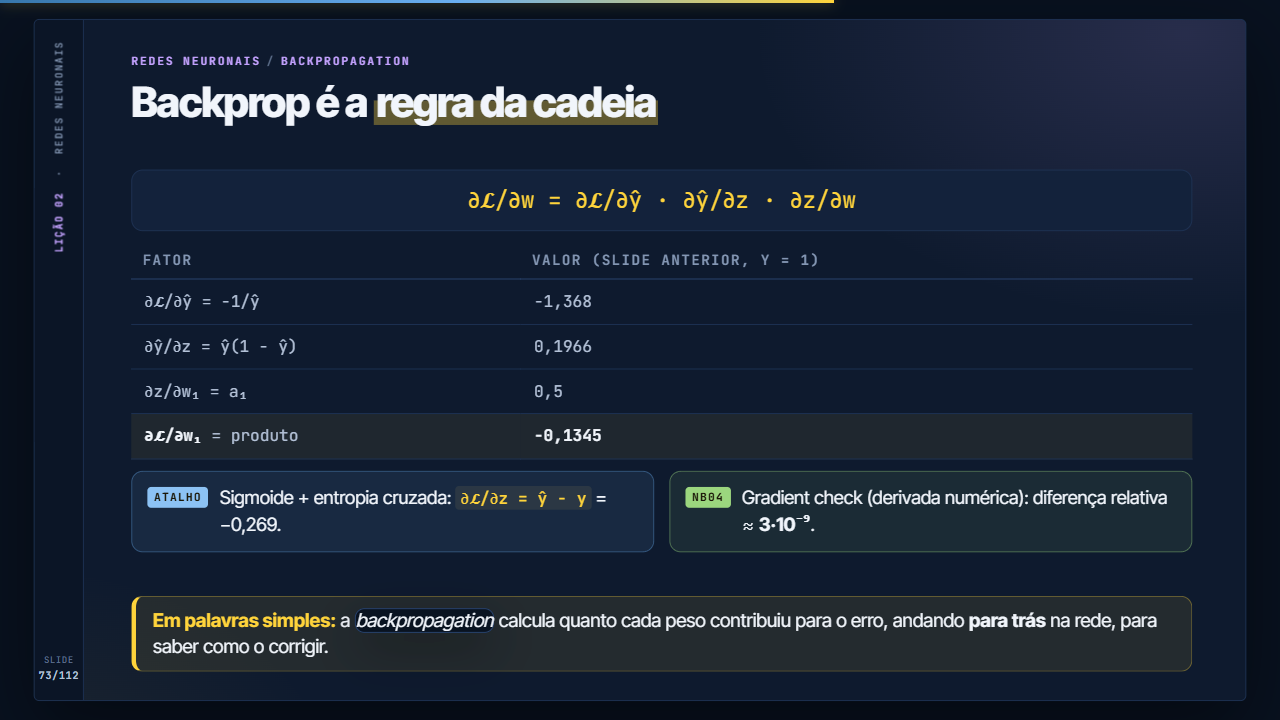 REDES NEURONAIS / BACKPROPAGATION
Backprop é a regra da cadeia
∂ℒ/∂w = ∂ℒ/∂ŷ · ∂ŷ/∂z · ∂z/∂w
FATOR VALOR (SLIDE ANTERIOR, Y = 1)
∂ℒ/∂ŷ = -1/ŷ -1,368
∂ŷ/∂z = ŷ(1 - ŷ) 0,1966
∂z/∂w₁ = a₁ 0,5
∂ℒ/∂w₁ = produto -0,1345
ATALHO Sigmoide + entropia cruzada: ∂ℒ/∂z = ŷ - y =
−0,269.
NB04 Gradient check (derivada numérica): diferença relativa
≈ 3·10⁻⁹.
Em palavras simples: a backpropagation calcula quanto cada peso contribuiu para o erro, andando para trás na rede, para
saber como o corrigir.
LIÇÃO 02 · REDES NEURONAIS
SLIDE
73/112